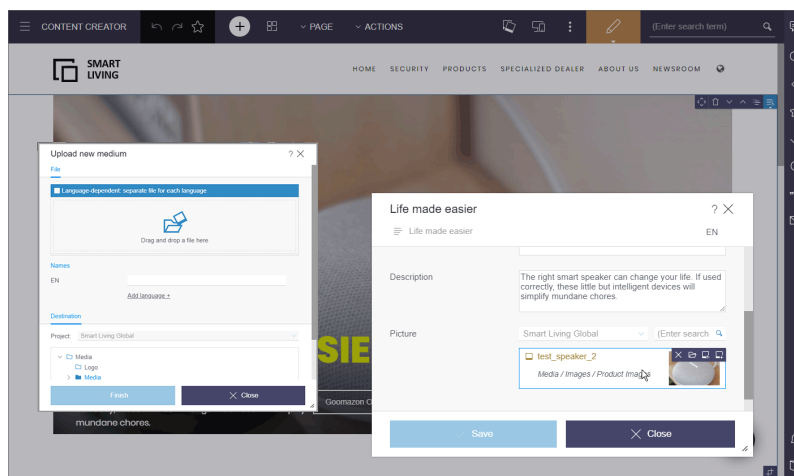 CONTENT CREATOR
PAGE
ACTIONS
(Enter search term)
SMART
LIVING
HOME
SECURITY
PRODUCTS
SPECIALIZED DEALER
ABOUT US
NEWSROOM
Upload new medium
?
File
Language-dependent: separate file for each language
Drag and drop a file here
Names
EN
Add language +
Destination
Project: Smart Living Global
Media
Logo
Media
Finish
Close
SIE
Goomazon O
mundane chores.
Life made easier
?
Life made easier
EN
Description
The right smart speaker can change your life. If used
correctly, these little but intelligent devices will
simplify mundane chores.
Picture
Smart Living Global
(Enter search
test_speaker_2
Media / Images / Product Images
Save
Close